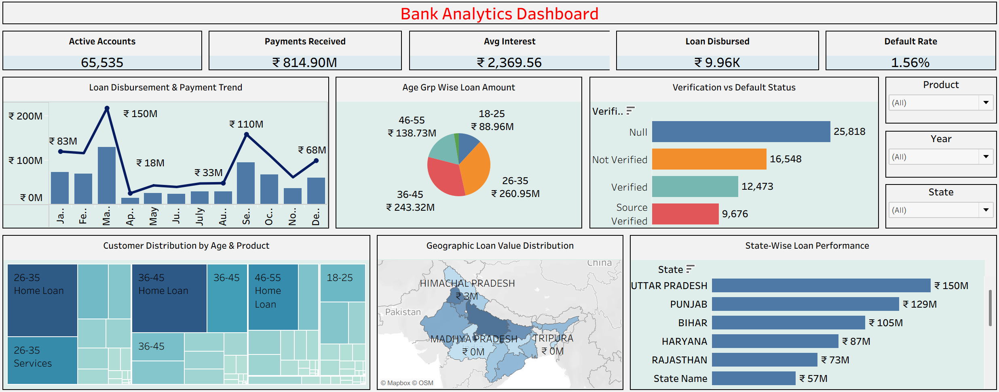 Bank Analytics Dashboard
Active Accounts
65,535
Payments Received
₹ 814.90M
Avg Interest
₹ 2,369.56
Loan Disbursed
₹ 9.96K
Default Rate
1.56%
Loan Disbursement & Payment Trend
₹ 200M
₹ 100M
₹ 0M
₹ 83M
₹ 150M
₹ 18M
₹ 33M
₹ 110M
₹ 68M
Ja..
Fe..
Ma..
Ap..
May
Ju..
July
Au..
Se..
Oc..
No..
De..
Age Grp Wise Loan Amount
46-55
₹ 138.73M
18-25
₹ 88.96M
26-35
₹ 260.95M
36-45
₹ 243.32M
Verification vs Default Status
Verifi..
Null
25,818
Not Verified
16,548
Verified
12,473
Source
Verified
9,676
Product
(All)
Year
(All)
State
(All)
Customer Distribution by Age & Product
26-35
Home Loan
26-35
Services
36-45
Home Loan
36-45
36-45
46-55
Home
Loan
18-25
Geographic Loan Value Distribution
China
HIMACHAL PRADESH
₹ 3M
Pakistan
MADHYA PRADESH
India
₹ 0M
TRIPURA
₹ 0M
© Mapbox © OSM
State-Wise Loan Performance
State
UTTAR PRADESH
₹ 150M
PUNJAB
₹ 129M
BIHAR
₹ 105M
HARYANA
₹ 87M
RAJASTHAN
₹ 73M
State Name
₹ 57M